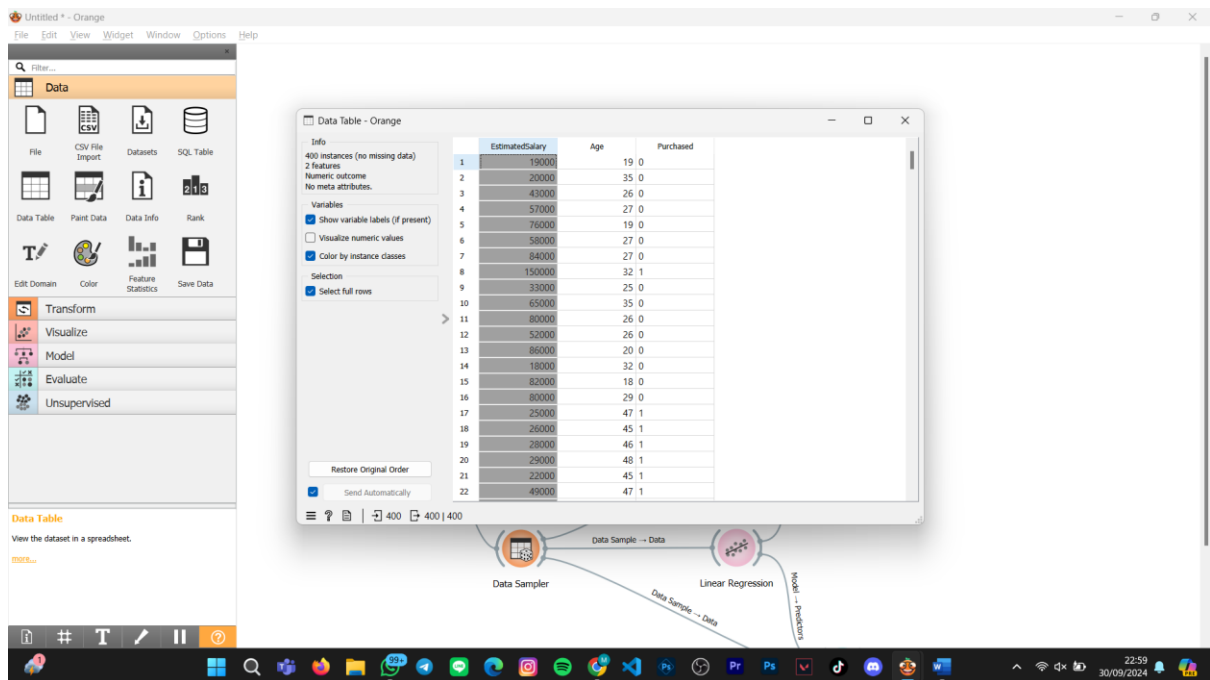 Untitled * - Orange
File Edit View Widget Window Options Help
Filter...
Data
File
CSV File Import
Datasets
SQL Table
Data Table
Paint Data
Data Info
Rank
Edit Domain
Color
Feature Statistics
Save Data
Transform
Visualize
Model
Evaluate
Unsupervised
Data Table
View the dataset in a spreadsheet.
more...
Data Table - Orange
Info
400 instances (no missing data)
2 features
Numeric outcome
No meta attributes.
Variables
Show variable labels (if present)
Visualize numeric values
Color by instance classes
Selection
Select full rows
Restore Original Order
Send Automatically
400 400 | 400
EstimatedSalary Age Purchased
1 19000 19 0
2 20000 35 0
3 43000 26 0
4 57000 27 0
5 76000 19 0
6 58000 27 0
7 84000 27 0
8 150000 32 1
9 33000 25 0
10 65000 35 0
11 80000 26 0
12 52000 26 0
13 86000 20 0
14 18000 32 0
15 82000 18 0
16 80000 29 0
17 25000 47 1
18 26000 45 1
19 28000 46 1
20 29000 48 1
21 22000 45 1
22 49000 47 1
Data Sample → Data
Data Sampler
Linear Regression
Data Sample → Data
Model → Predictors
99+
22:59
30/09/2024